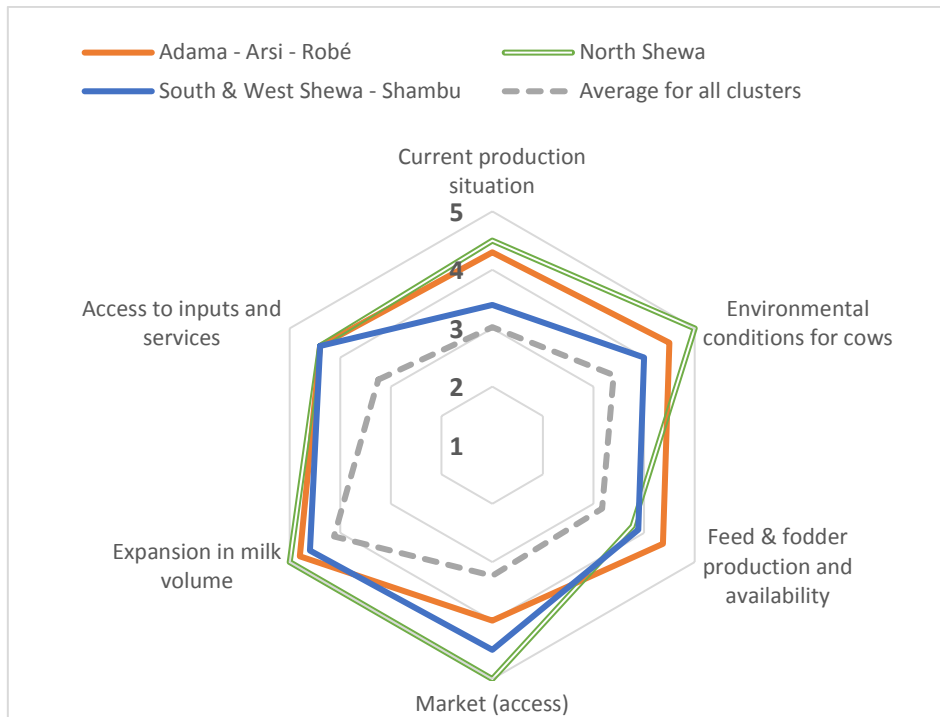 Adama - Arsi - Robé
North Shewa
South & West Shewa - Shambu
Average for all clusters
Current production
situation
5
4
3
2
1
Environmental
conditions for cows
Feed & fodder
production and
availability
Market (access)
Expansion in milk
volume
Access to inputs and
services